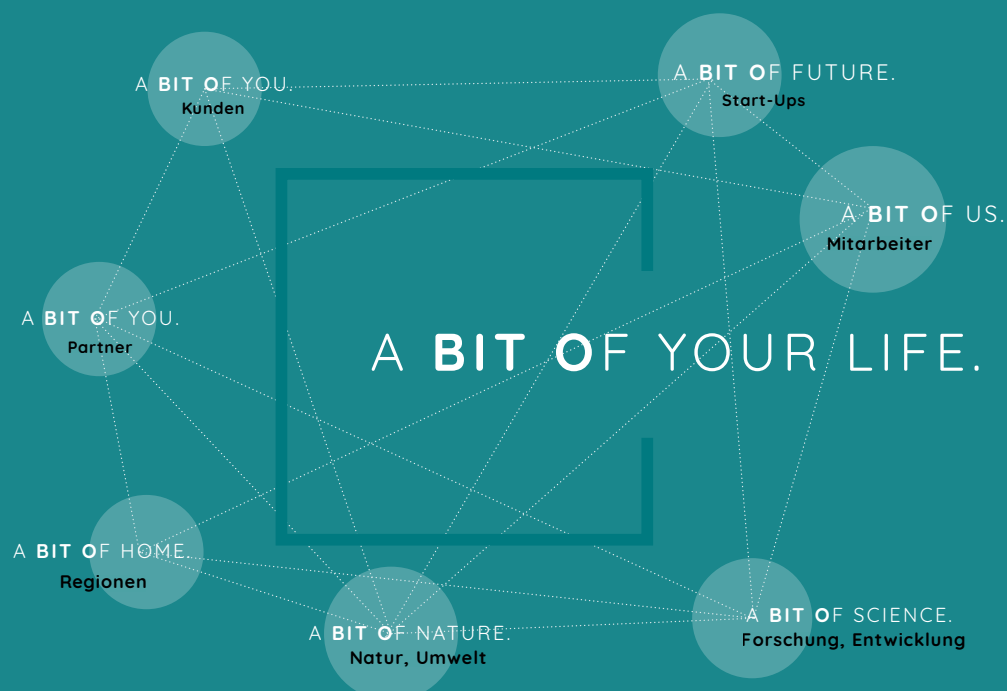 A BIT OF YOU.
Kunden
A BIT OF FUTURE.
Start-Ups
A BIT OF US.
Mitarbeiter
A BIT OF YOU.
Partner
A BIT OF YOUR LIFE.
A BIT OF HOME.
Regionen
A BIT OF NATURE.
Natur, Umwelt
A BIT OF SCIENCE.
Forschung, Entwicklung